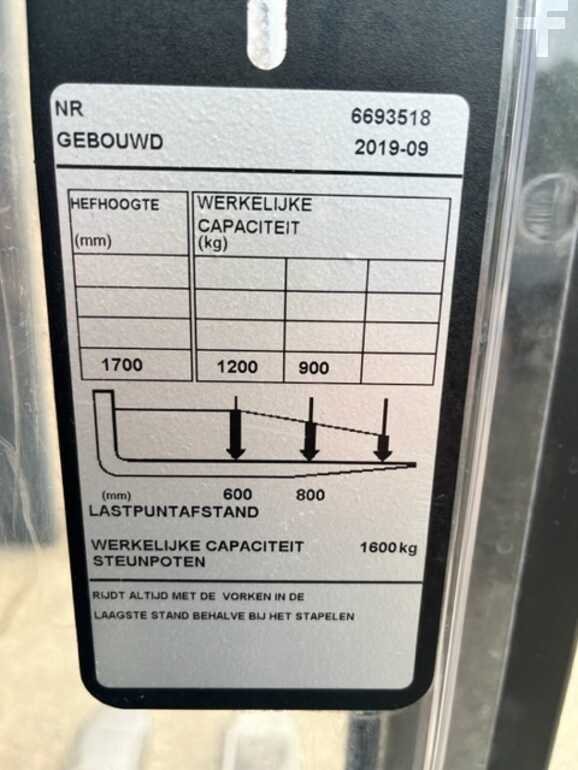 NR 6693518
GEBOUWD 2019-09
HEFHOOGTE
(mm)
WERKELIJKE
CAPACITEIT
(kg)
1700 1200 900
(mm) 600 800
LASTPUNTAFSTAND
WERKELIJKE CAPACITEIT 1600kg
STEUNPOTEN
RIJDT ALTIJD MET DE VORKEN IN DE
LAAGSTE STAND BEHALVE BIJ HET STAPELEN